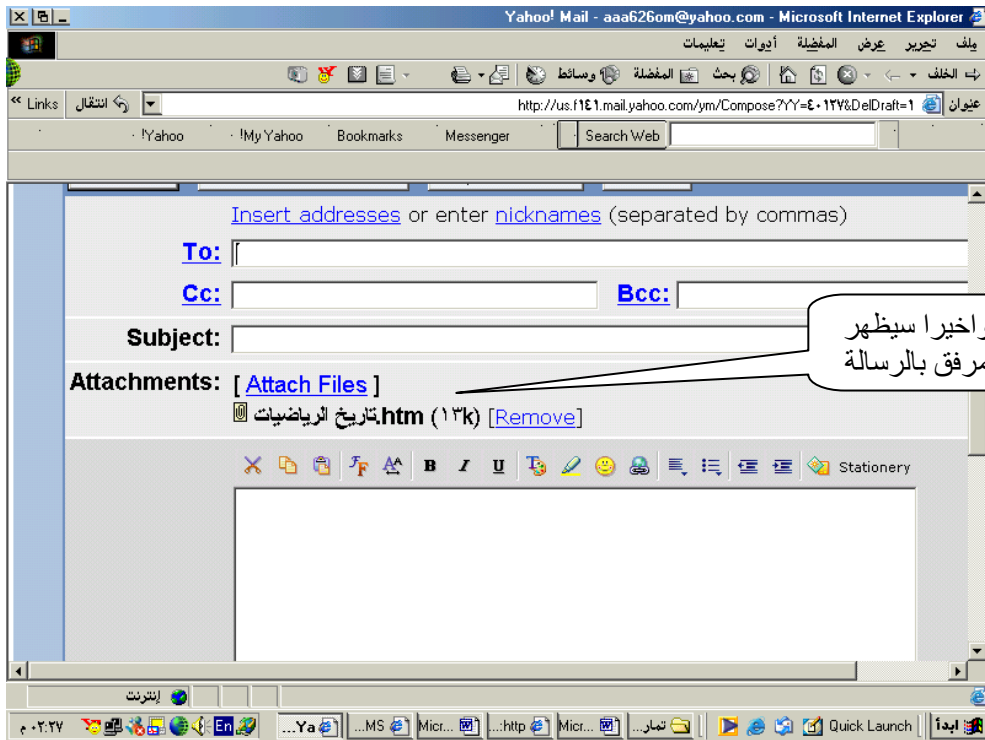 Yahoo! Mail - aaa626om@yahoo.com - Microsoft Internet Explorer
ملف تحرير عرض المفضلة أدوات تعليمات
الخلف بحث المفضلة وسائط
عنوان http://us.f١٤١.mail.yahoo.com/ym/Compose?YY=٤٠١٢٧&DelDraft=١ انتقال Links »
Yahoo! My Yahoo! Bookmarks Messenger Search Web
Insert addresses or enter nicknames (separated by commas)
To:
Cc: Bcc:
Subject:
واخيرا سيظهر
مرفق بالرسالة
Attachments: [ Attach Files ]
تاريخ الرياضيات.htm (١٣k) [Remove]
B I U Stationery
إنترنت
ابدأ Quick Launch تمار... Micr... http:... Micr... MS... Ya... En ٠٢:٢٧ م